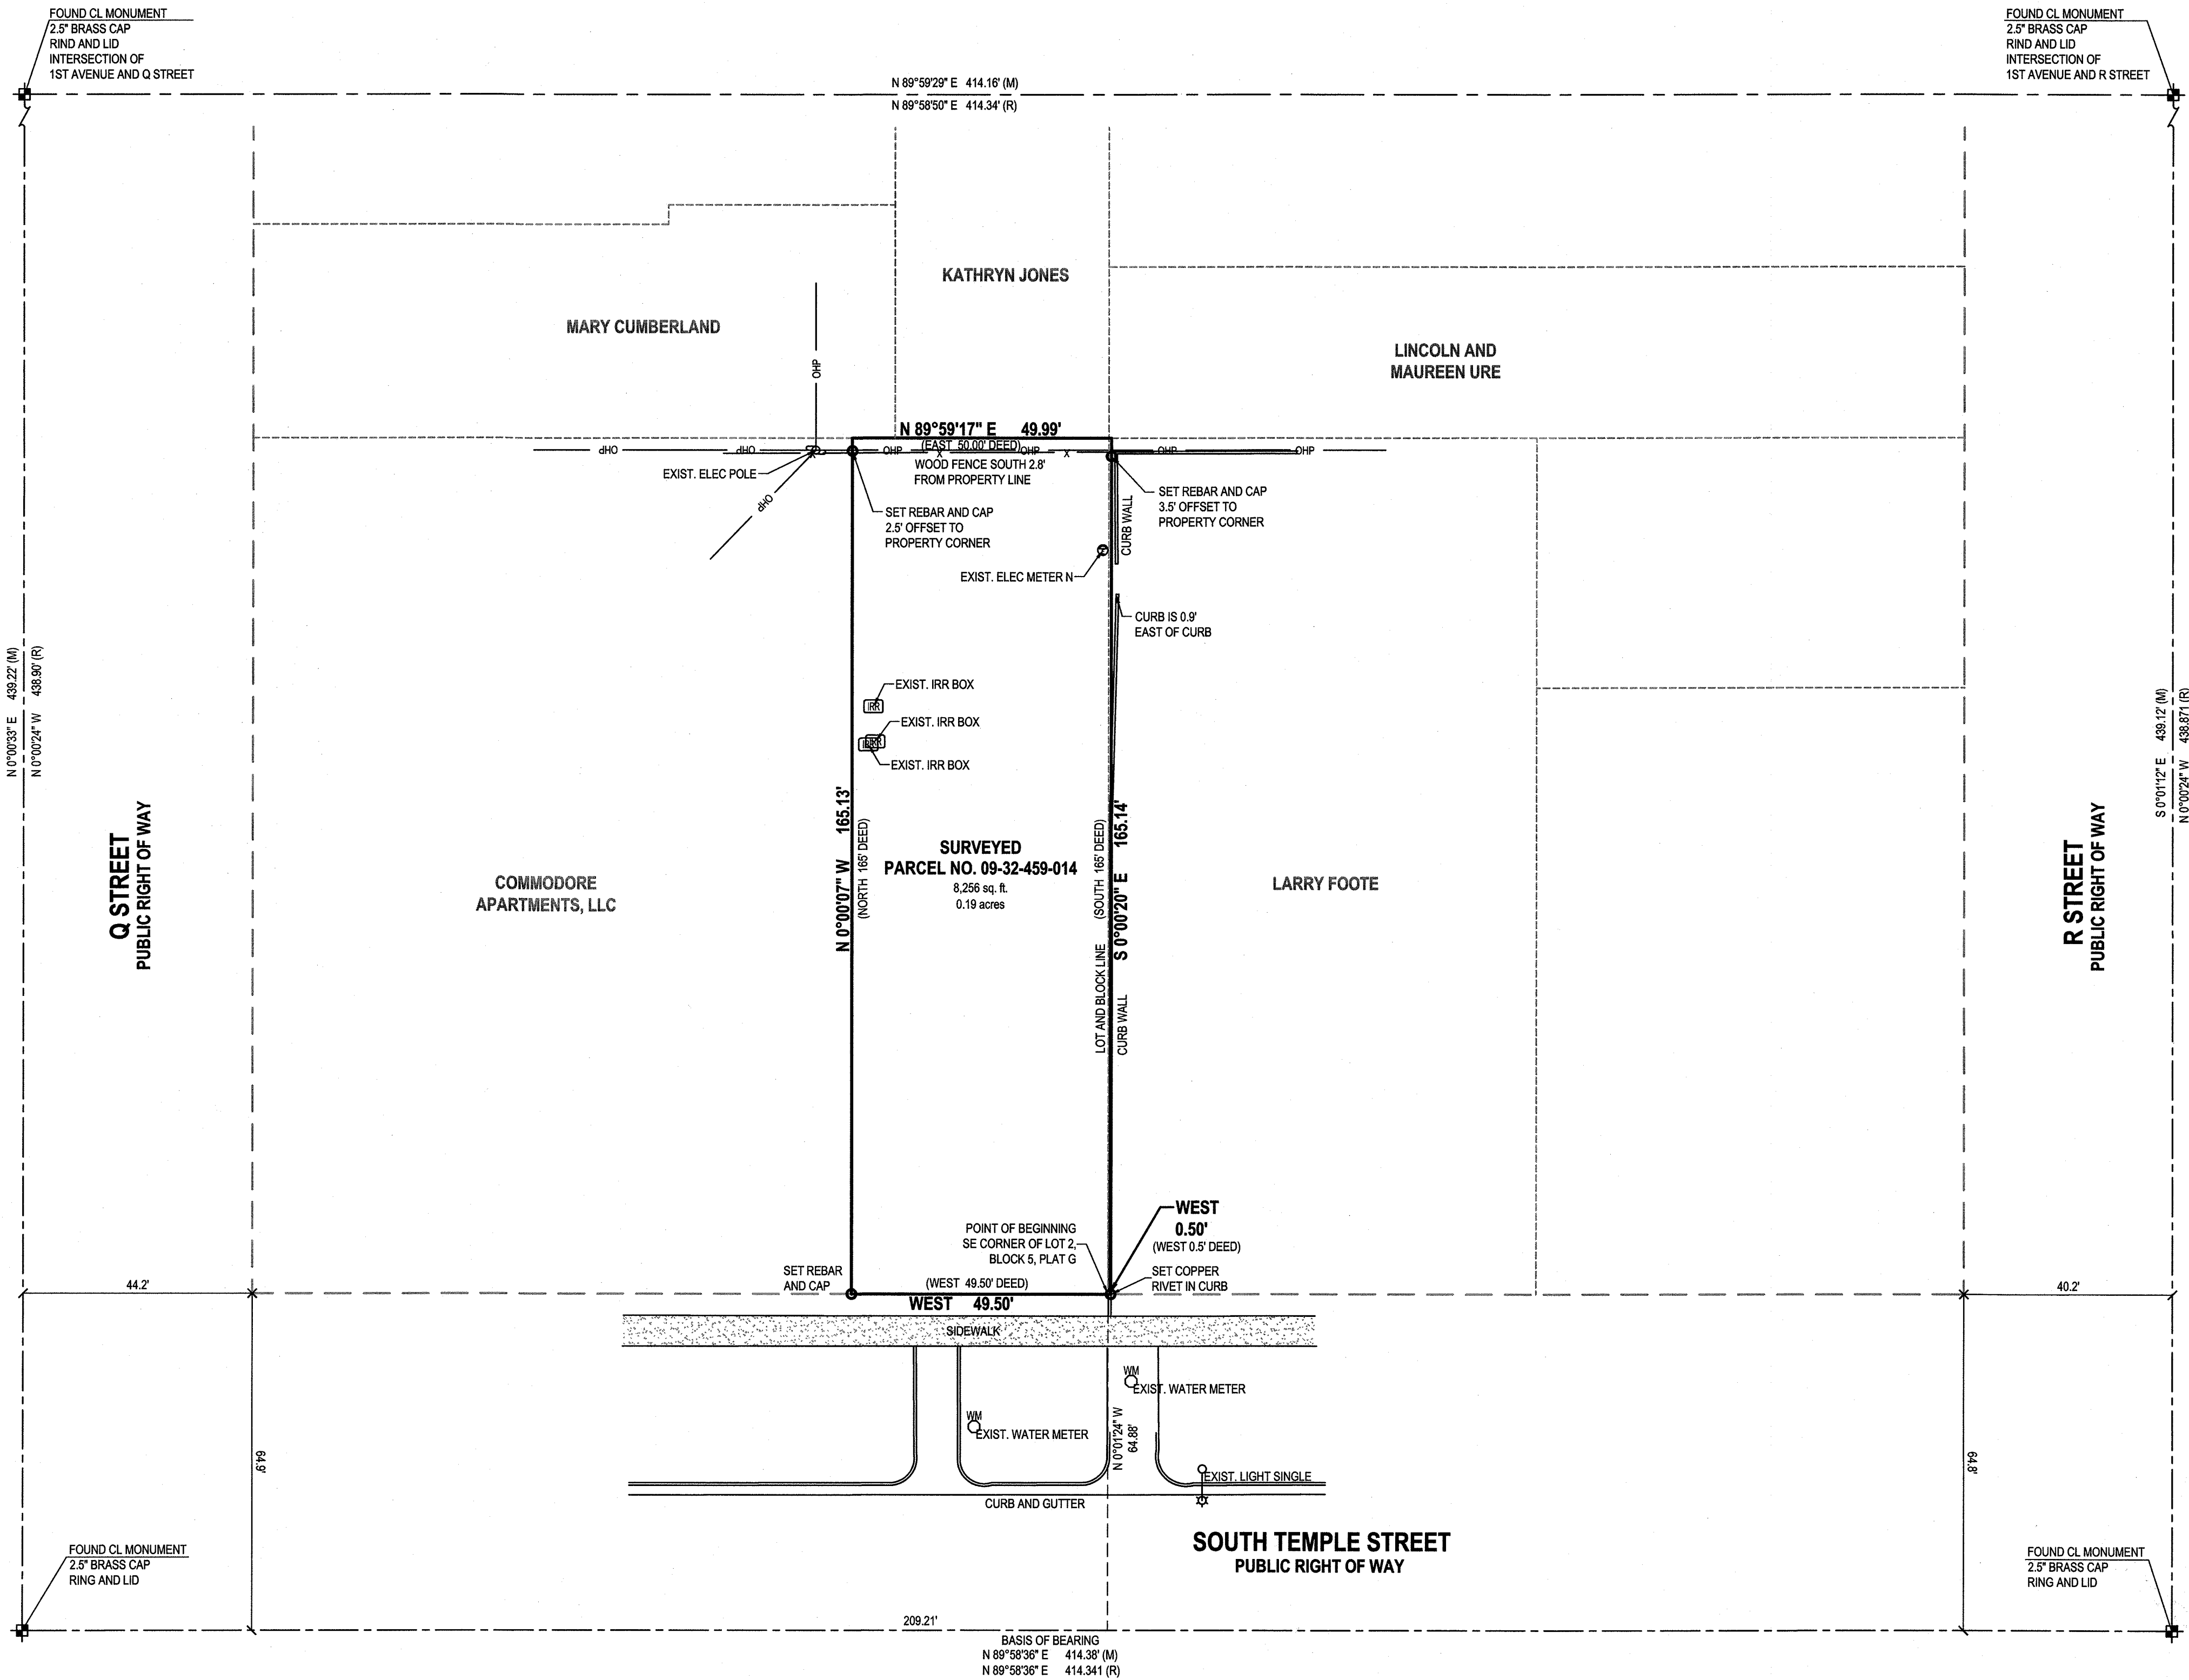 FOUND CL MONUMENT
2.5" BRASS CAP
RIND AND LID
INTERSECTION OF
1ST AVENUE AND Q STREET
FOUND CL MONUMENT
2.5" BRASS CAP
RIND AND LID
INTERSECTION OF
1ST AVENUE AND R STREET
N 89°59'29" E 414.16' (M)
N 89°58'50" E 414.34' (R)
KATHRYN JONES
MARY CUMBERLAND
LINCOLN AND
MAUREEN URE
OHP
N 89°59'17" E 49.99'
(EAST 50.00' DEED)
OHP
OHP
OHP
X
OHP
X
OHP
OHP
WOOD FENCE SOUTH 2.8'
FROM PROPERTY LINE
EXIST. ELEC POLE
OHP
SET REBAR AND CAP
2.5' OFFSET TO
PROPERTY CORNER
SET REBAR AND CAP
3.5' OFFSET TO
PROPERTY CORNER
CURB WALL
EXIST. ELEC METER N
CURB IS 0.9'
EAST OF CURB
EXIST. IRR BOX
IRR
EXIST. IRR BOX
IRR
IRR
EXIST. IRR BOX
N 0°00'33" E 439.22' (M)
N 0°00'24" W 438.90' (R)
S 0°01'12" E 439.12' (M)
N 0°00'24" W 438.871 (R)
Q STREET
PUBLIC RIGHT OF WAY
COMMODORE
APARTMENTS, LLC
N 0°00'07" W 165.13'
(NORTH 165' DEED)
SURVEYED
PARCEL NO. 09-32-459-014
8,256 sq. ft.
0.19 acres
LOT AND BLOCK LINE (SOUTH 165' DEED)
S 0°00'20" E 165.14'
CURB WALL
LARRY FOOTE
R STREET
PUBLIC RIGHT OF WAY
WEST
0.50'
(WEST 0.5' DEED)
POINT OF BEGINNING
SE CORNER OF LOT 2,
BLOCK 5, PLAT G
SET REBAR
AND CAP
(WEST 49.50' DEED)
WEST 49.50'
SET COPPER
RIVET IN CURB
44.2'
40.2'
SIDEWALK
WM
EXIST. WATER METER
WM
EXIST. WATER METER
N 0°01'24" W
64.88'
EXIST. LIGHT SINGLE
CURB AND GUTTER
64.9'
64.8'
SOUTH TEMPLE STREET
PUBLIC RIGHT OF WAY
FOUND CL MONUMENT
2.5" BRASS CAP
RING AND LID
FOUND CL MONUMENT
2.5" BRASS CAP
RING AND LID
209.21'
BASIS OF BEARING
N 89°58'36" E 414.38' (M)
N 89°58'36" E 414.341 (R)